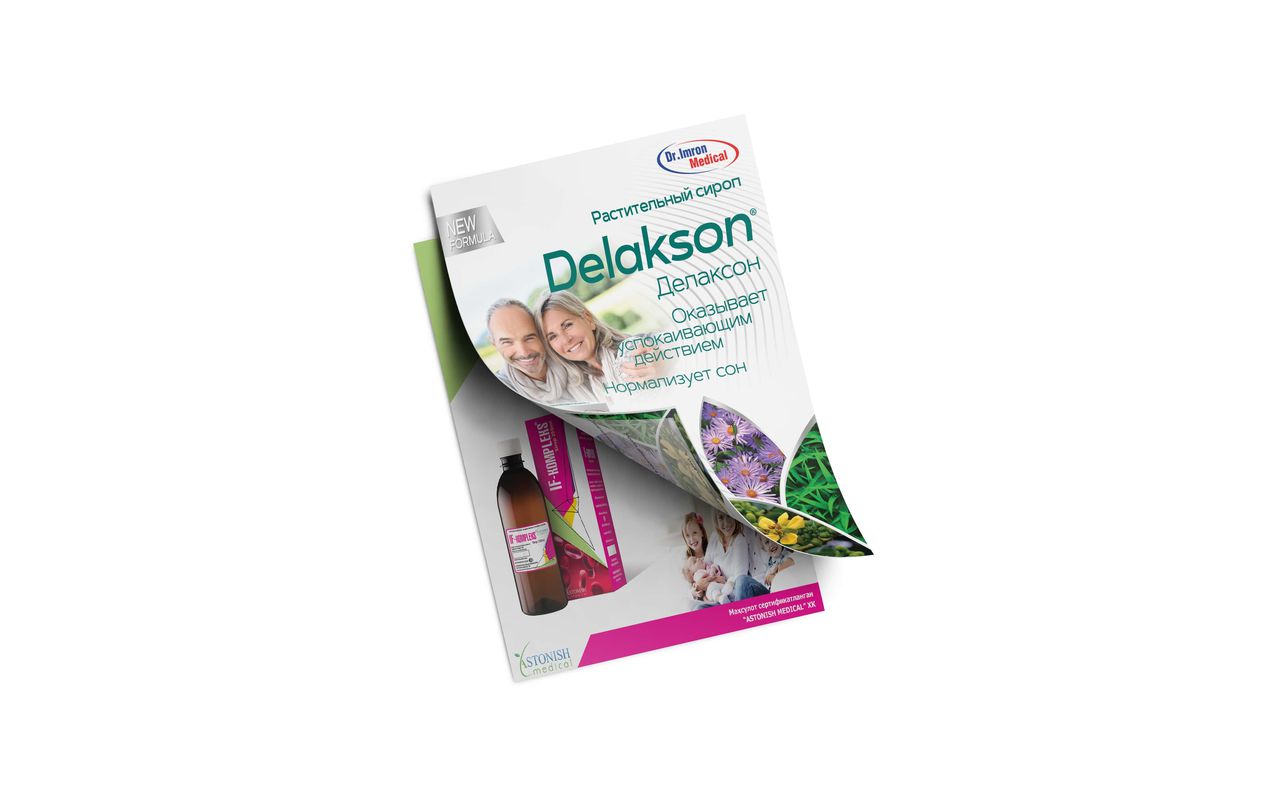 Dr.Imron
Medical
Растительный сироп
NEW
FORMULA
Delakson®
Делаксон
Оказывает
успокаивающим
действием
Нормализует сон
IF-KOMPLEKS®
IF-KOMPLEKS
Маҳсулот сертификатланган
"ASTONISH MEDICAL" ХК
ASTONISH
medical